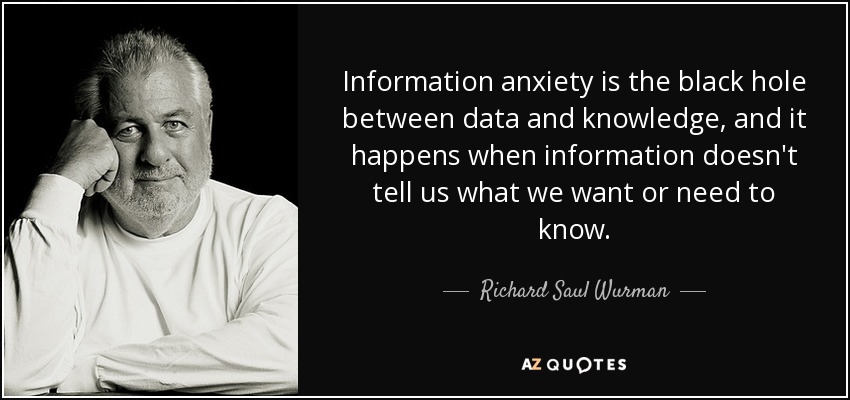 Information anxiety is the black hole
between data and knowledge, and it
happens when information doesn't
tell us what we want or need to
know.
Richard Saul Wurman
AZ QUOTES